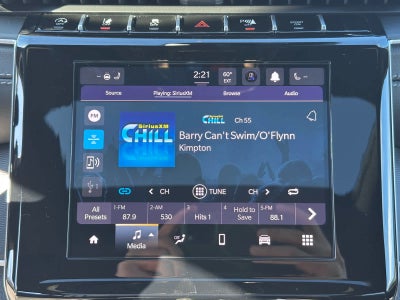 2:21 60° EXT
Source Playing: SiriusXM Browse Audio
FM
SiriusXM
CHILL
CHILL Ch 55
Barry Can't Swim/O'Flynn
Kimpton
CH TUNE CH
All Presets 1-FM 87.9 2-AM 530 3 Hits 1 4 Hold to Save 5-FM 88.1
Media